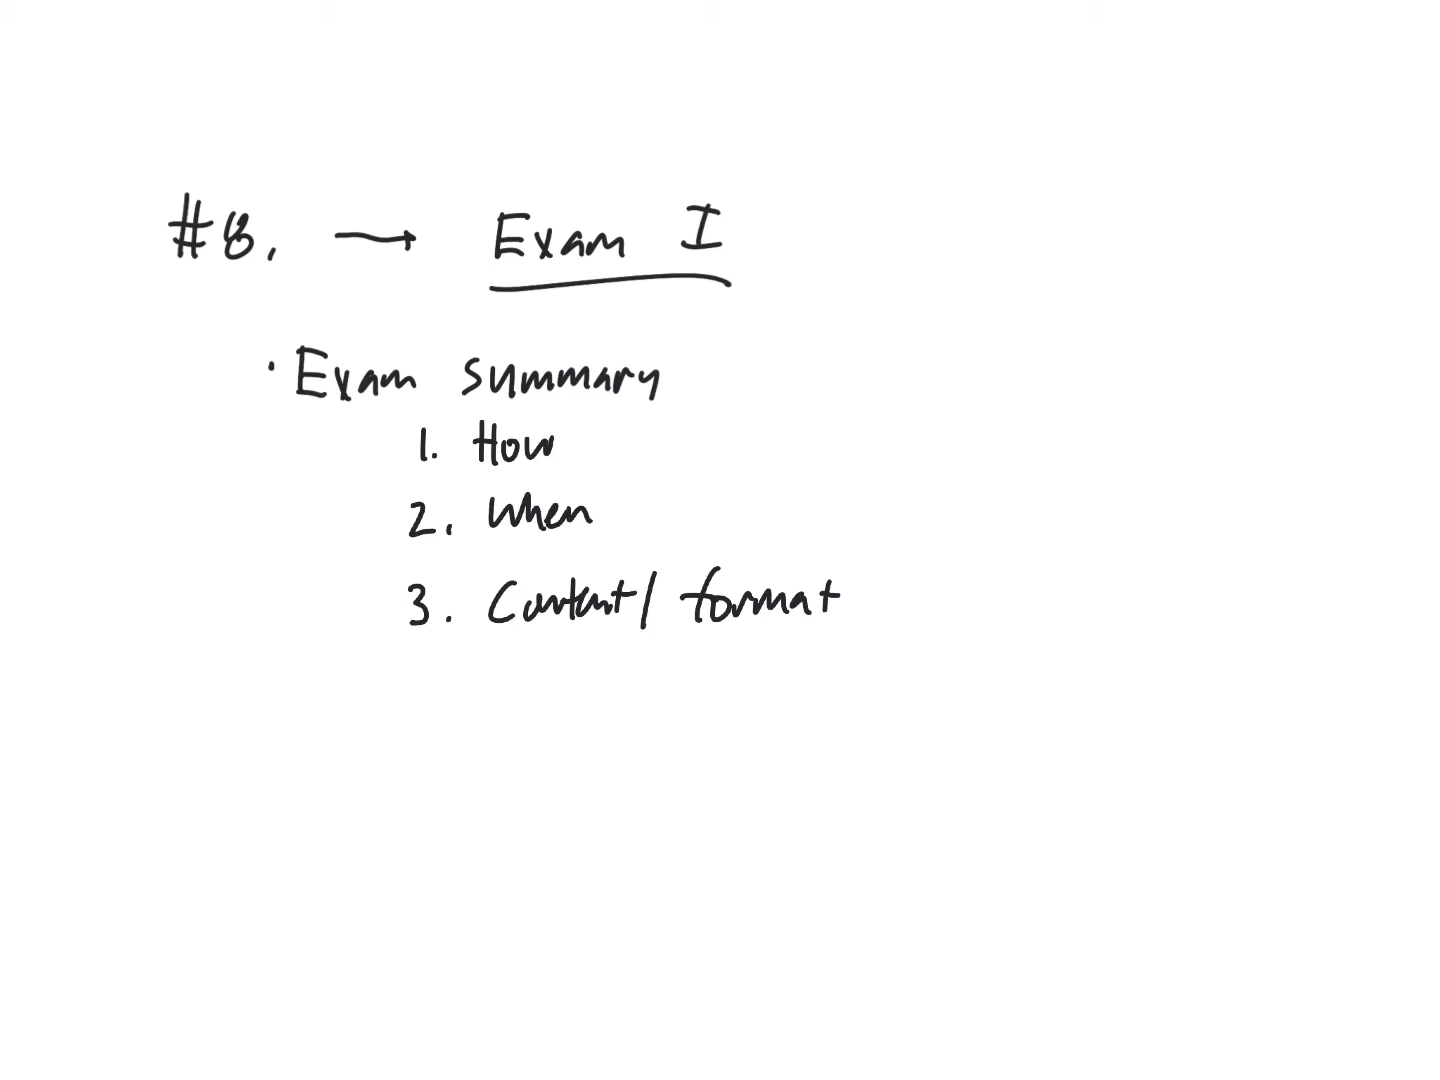 #8. → Exam I
· Exam summary
1. How
2. When
3. Content/ format